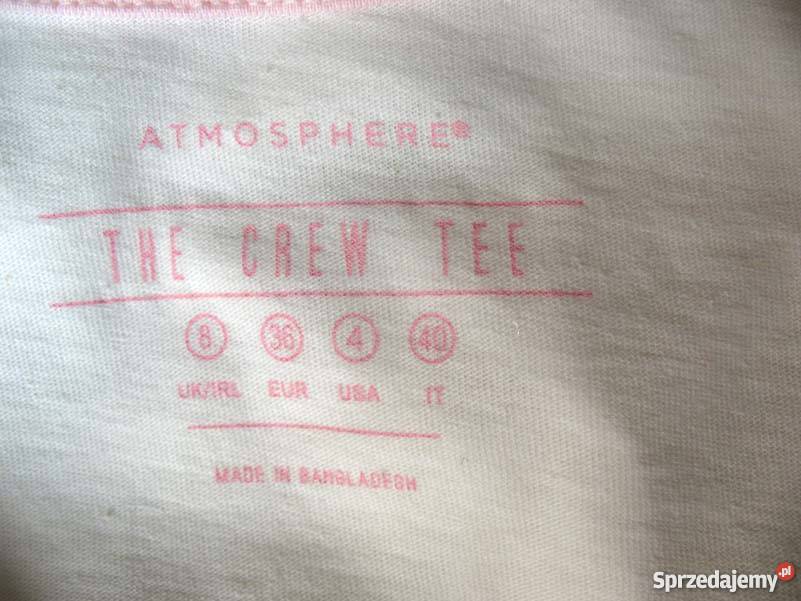 ATMOSPHERE®
THE CREW TEE
8 36 4 40
UK/IRL EUR USA IT
MADE IN BANGLADESH
Sprzedajemy.pl